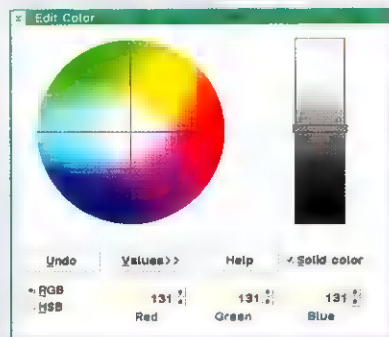 Edit Color
Undo Values>> Help Solid color
RGB 131 131 131
HSB
Red Green Blue